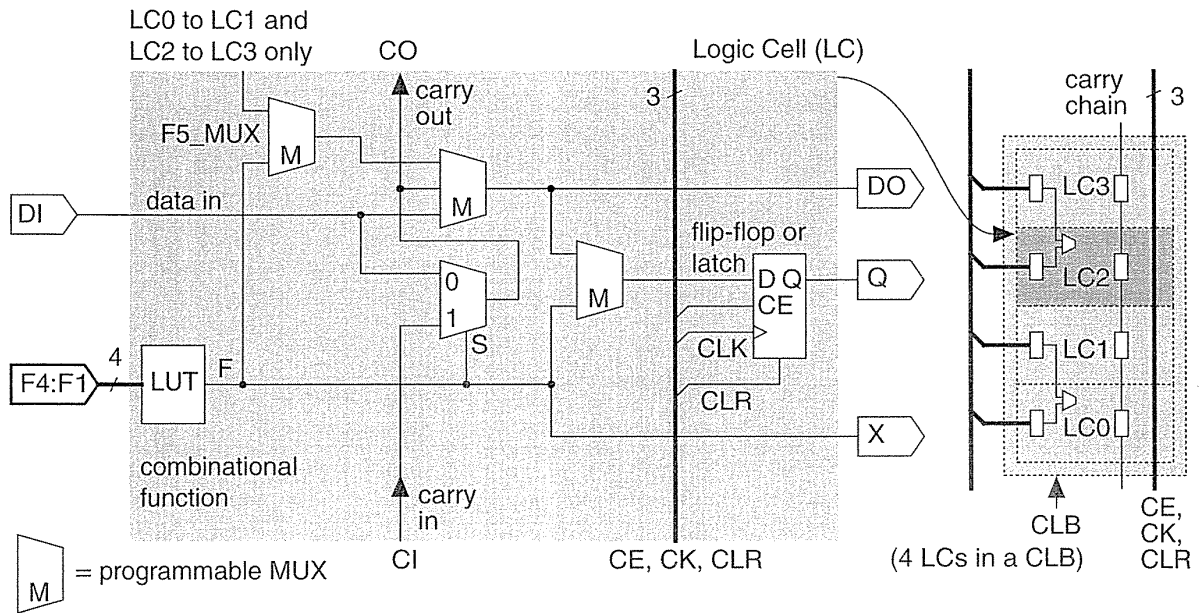 LC0 to LC1 and
LC2 to LC3 only
CO
Logic Cell (LC)
carry
out
3
carry
chain
3
F5_MUX
M
M
DI
data in
DO
LC3
flip-flop or
latch
0
1
S
M
D Q
CE
Q
LC2
CLK
LC1
F4:F1
4
LUT
F
CLR
X
LC0
combinational
function
carry
in
CI
CE, CK, CLR
CLB
(4 LCs in a CLB)
CE,
CK,
CLR
M
= programmable MUX